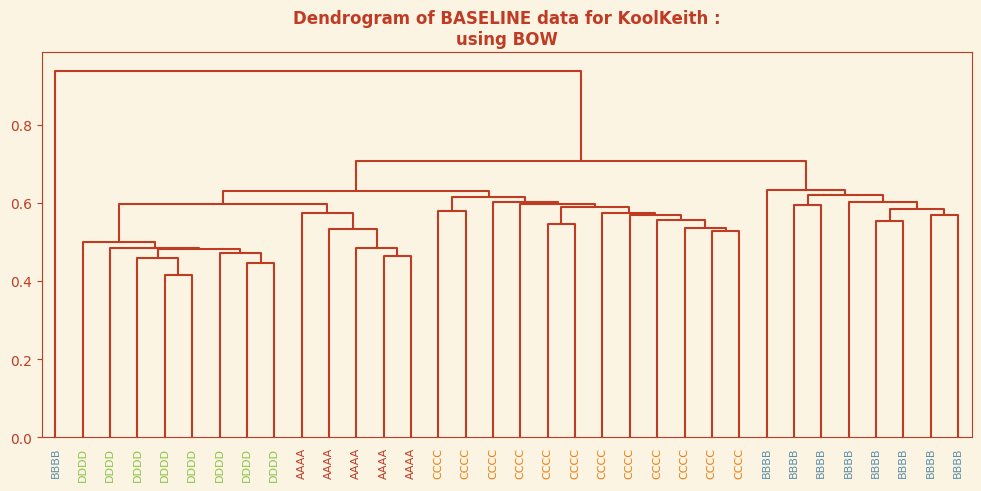 Dendrogram of BASELINE data for KoolKeith :
using BOW
0.8
0.6
0.4
0.2
0.0
BBBB DDDD DDDD DDDD DDDD DDDD DDDD DDDD DDDD AAAA AAAA AAAA AAAA AAAA CCCC CCCC CCCC CCCC CCCC CCCC CCCC CCCC CCCC CCCC CCCC CCCC BBBB BBBB BBBB BBBB BBBB BBBB BBBB BBBB